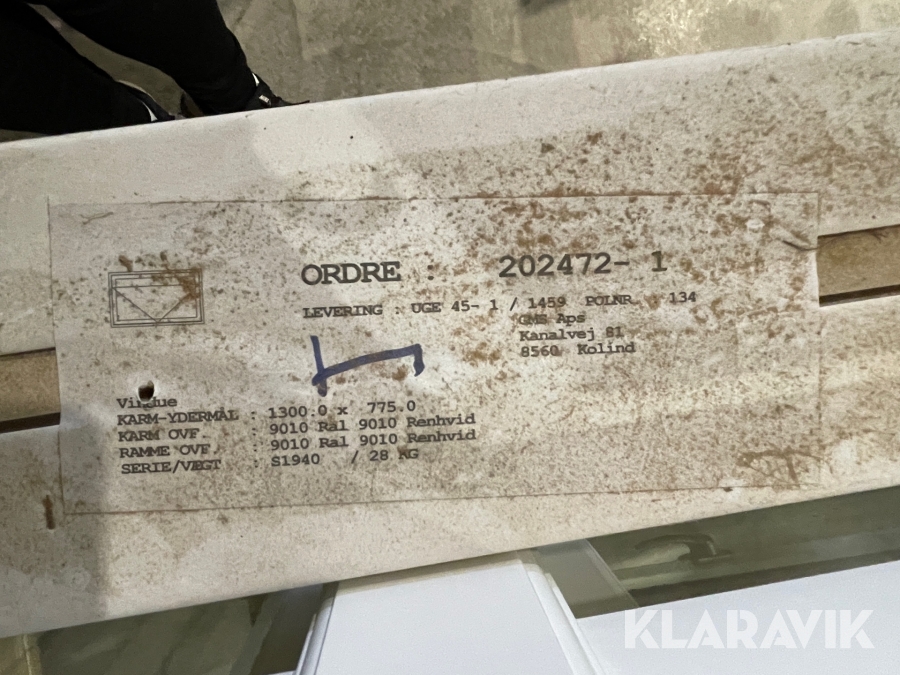 ORDRE : 202472- 1
LEVERING : UGE 45- 1 / 1459 POLNR. : 134
GMS Aps
Kanalvej 81
8560 Kolind
Vindue
KARM-YDERMÅL : 1300.0 x 775.0
KARM OVF. : 9010 Ral 9010 Renhvid
RAMME OVF. : 9010 Ral 9010 Renhvid
SERIE/VÆGT : S1940 / 28 KG
KLARAVIK